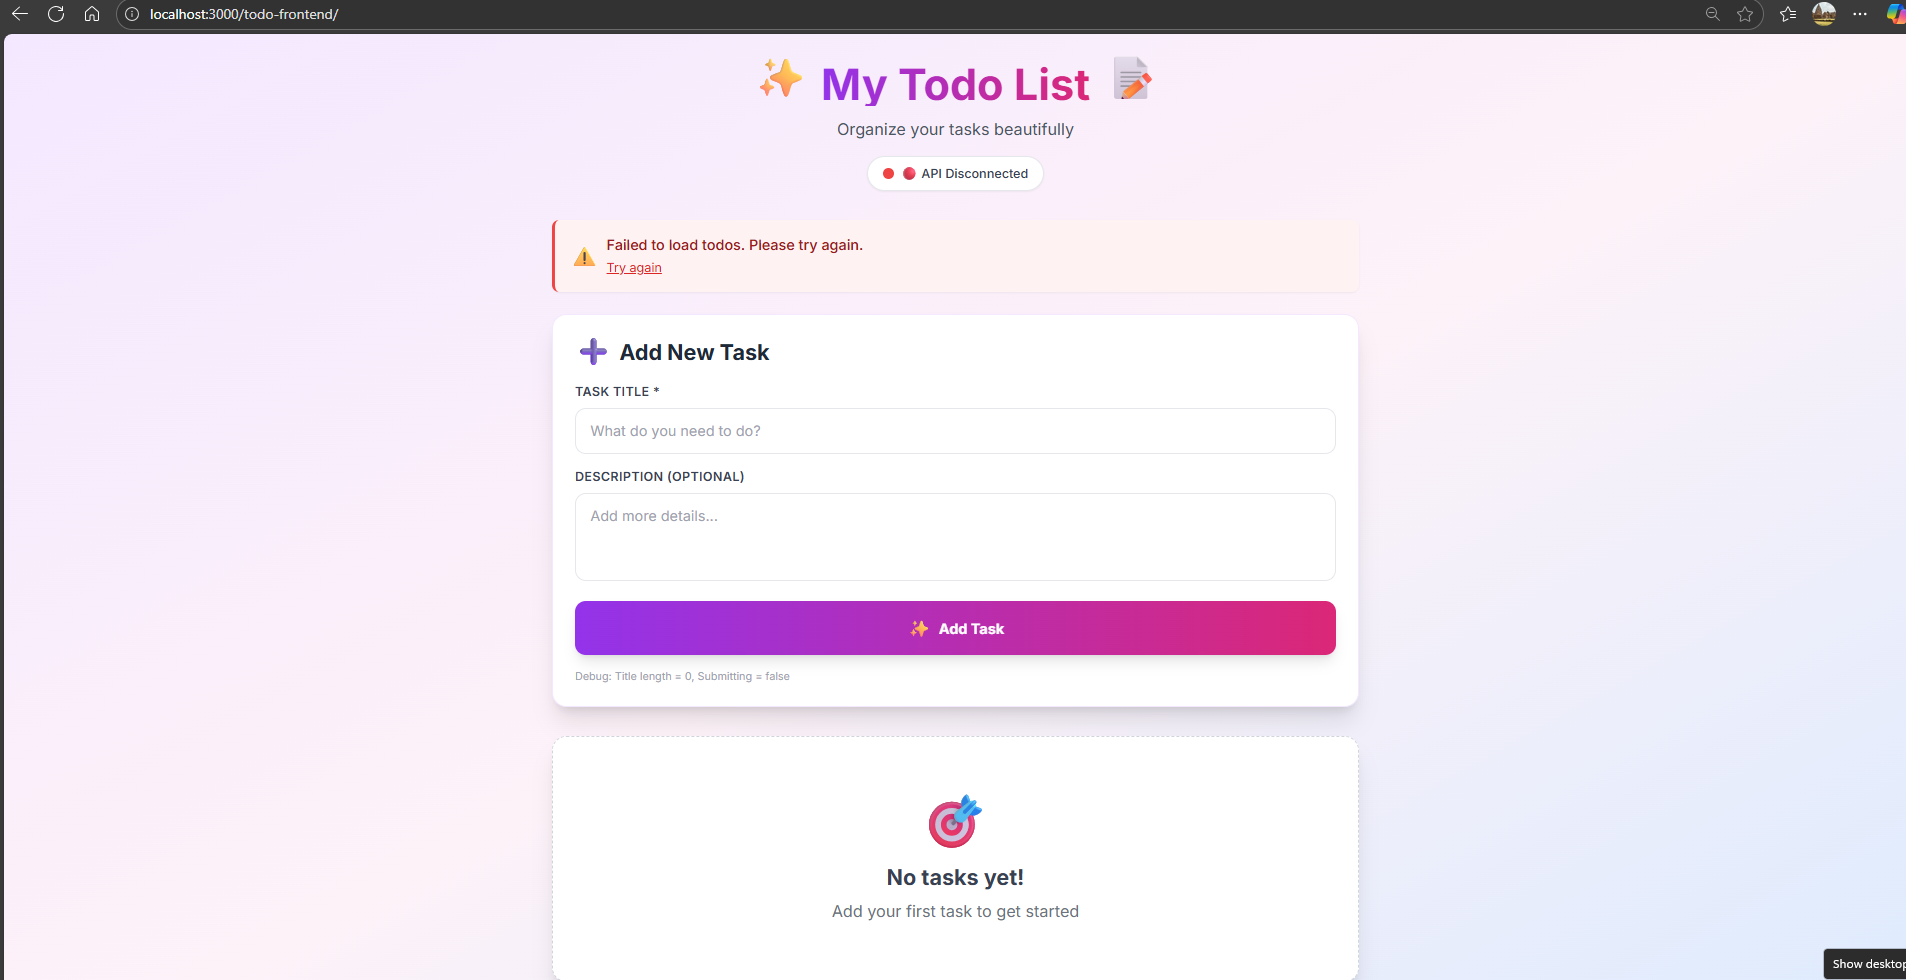 localhost:3000/todo-frontend/
My Todo List
Organize your tasks beautifully
API Disconnected
Failed to load todos. Please try again.
Try again
Add New Task
TASK TITLE *
What do you need to do?
DESCRIPTION (OPTIONAL)
Add more details...
Add Task
Debug: Title length = 0, Submitting = false
No tasks yet!
Add your first task to get started
Show desktop